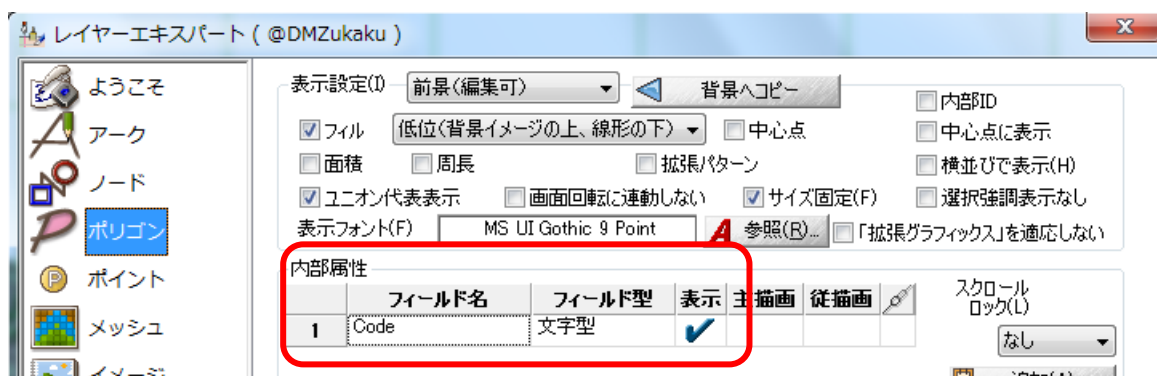 レイヤーエキスパート ( @DMZukaku )
x
ようこそ
アーク
ノード
ポリゴン
ポイント
メッシュ
イメージ
表示設定(I)
前景(編集可)
背景へコピー
内部ID
フィル
低位(背景イメージの上、線形の下)
中心点
中心点に表示
面積
周長
拡張パターン
横並びで表示(H)
ユニオン代表表示
画面回転に連動しない
サイズ固定(F)
選択強調表示なし
表示フォント(F)
MS UI Gothic 9 Point
参照(R)...
「拡張グラフィックス」を適応しない
内部属性
フィールド名 フィールド型 表示 主描画 従描画
1 Code 文字型
スクロール
ロック(L)
なし
追加(A)